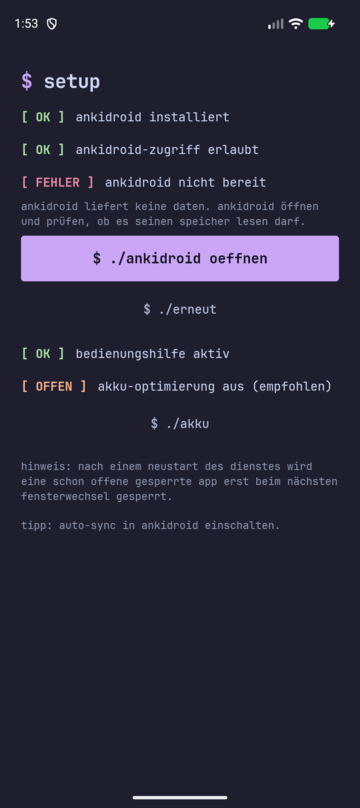 1:53
$ setup
[ OK ] ankidroid installiert
[ OK ] ankidroid-zugriff erlaubt
[ FEHLER ] ankidroid nicht bereit
ankidroid liefert keine daten. ankidroid öffnen
und prüfen, ob es seinen speicher lesen darf.
$ ./ankidroid oeffnen
$ ./erneut
[ OK ] bedienungshilfe aktiv
[ OFFEN ] akku-optimierung aus (empfohlen)
$ ./akku
hinweis: nach einem neustart des dienstes wird
eine schon offene gesperrte app erst beim nächsten
fensterwechsel gesperrt.
tipp: auto-sync in ankidroid einschalten.